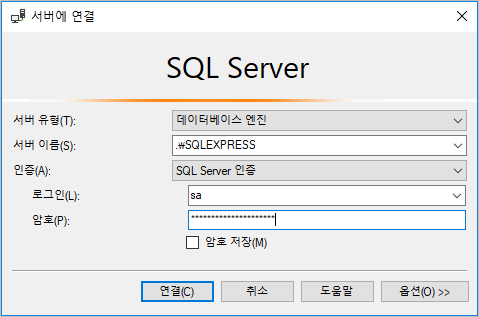 서버에 연결
SQL Server
서버 유형(T): 데이터베이스 엔진
서버 이름(S): .₩SQLEXPRESS
인증(A): SQL Server 인증
로그인(L): sa
암호(P): *********************
암호 저장(M)
연결(C) 취소 도움말 옵션(O) >>